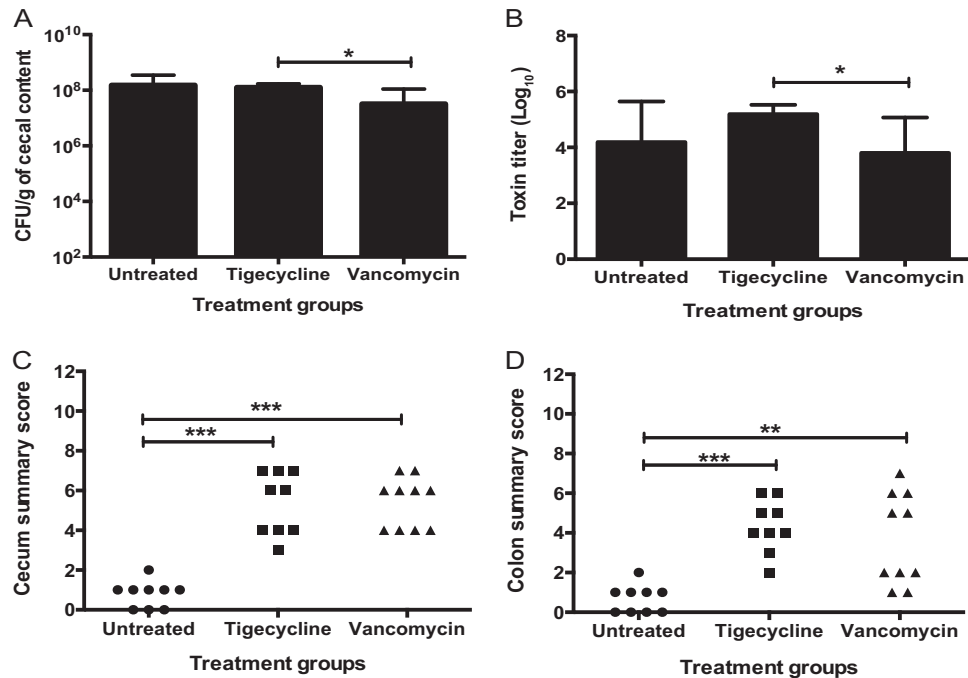 A
CFU/g of cecal content
10^10
10^8
10^6
10^4
10^2
*
Untreated Tigecycline Vancomycin
Treatment groups
B
Toxin titer (Log10)
8
6
4
2
0
*
Untreated Tigecycline Vancomycin
Treatment groups
C
Cecum summary score
12
10
8
6
4
2
0
***
***
Untreated Tigecycline Vancomycin
Treatment groups
D
Colon summary score
12
10
8
6
4
2
0
**
***
Untreated Tigecycline Vancomycin
Treatment groups